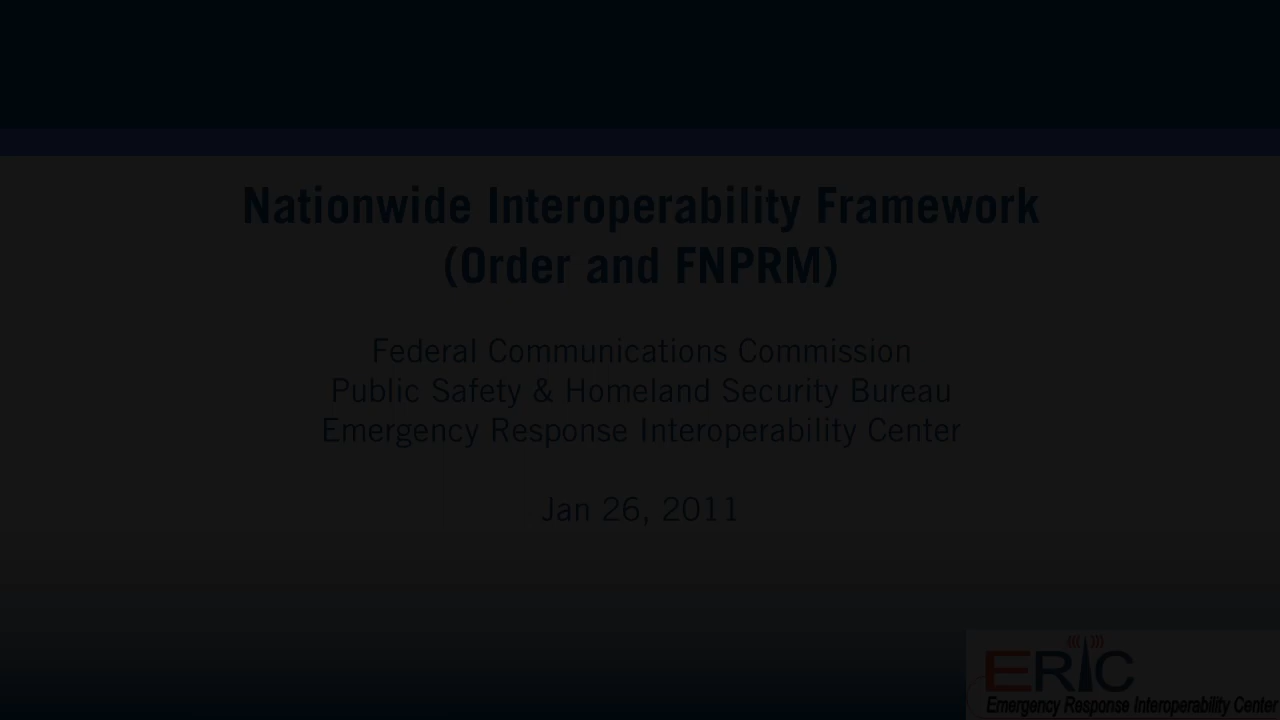 Nationwide Interoperability Framework
(Order and FNPRM)
Federal Communications Commission
Public Safety & Homeland Security Bureau
Emergency Response Interoperability Center
Jan 26, 2011
ERIC
Emergency Response Interoperability Center